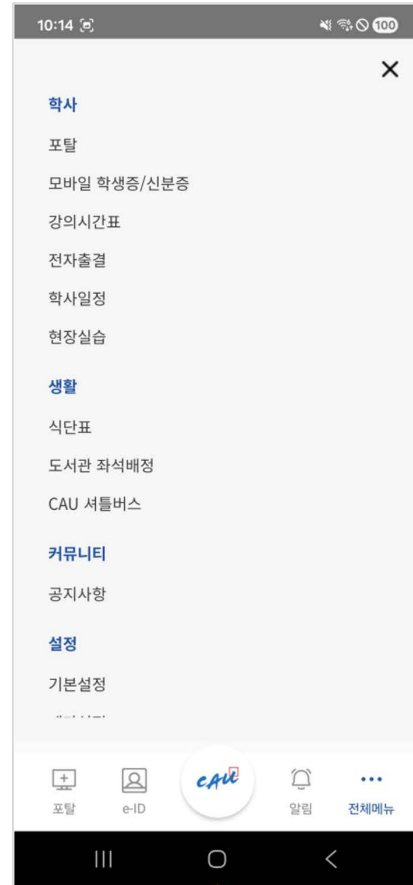 10:14
100
학사
포탈
모바일 학생증/신분증
강의시간표
전자출결
학사일정
현장실습
생활
식단표
도서관 좌석배정
CAU 셔틀버스
커뮤니티
공지사항
설정
기본설정
포탈
e-ID
CAU
알림
전체메뉴